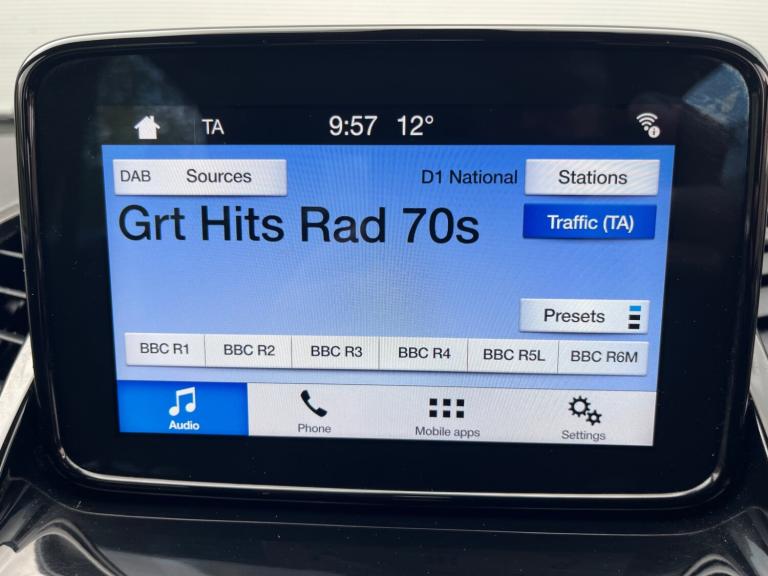 TA 9:57 12°
DAB Sources D1 National Stations
Grt Hits Rad 70s
Traffic (TA)
Presets
BBC R1 BBC R2 BBC R3 BBC R4 BBC R5L BBC R6M
Audio Phone Mobile apps Settings